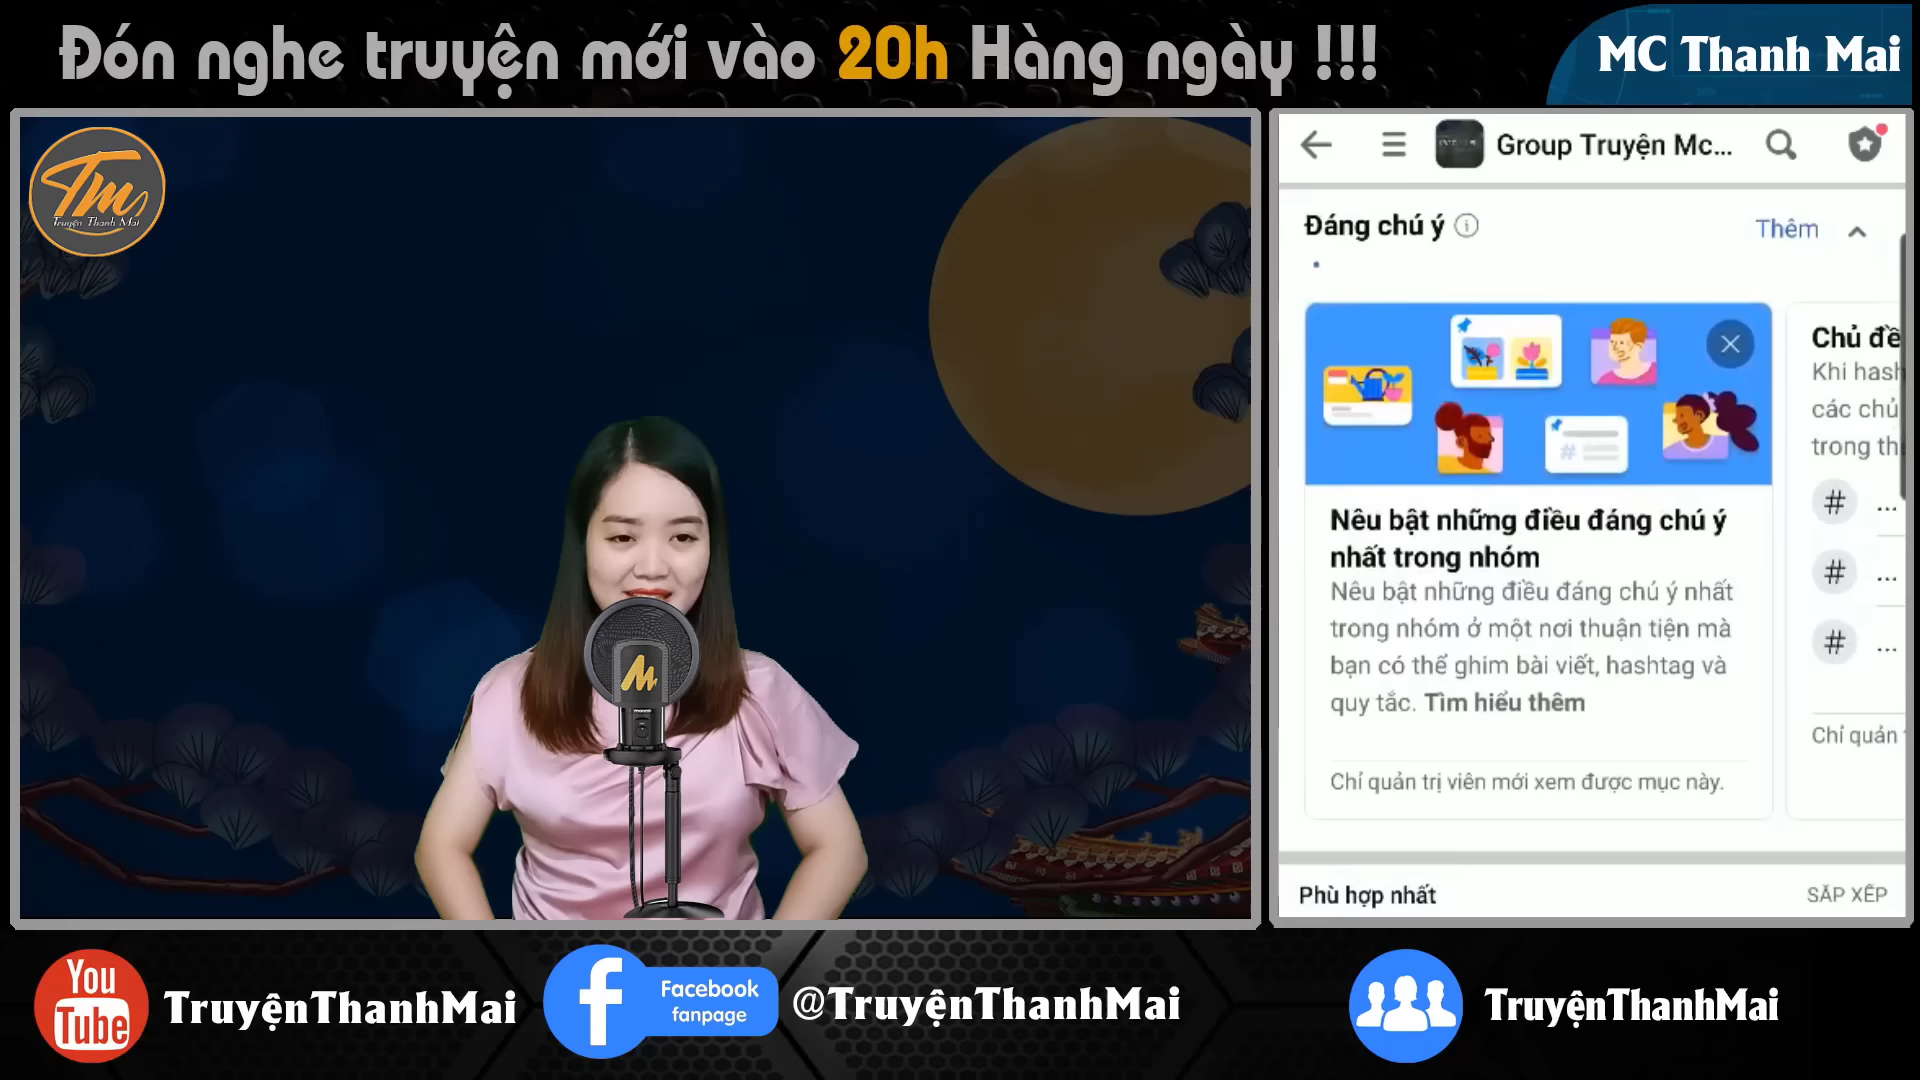 Đón nghe truyện mới vào 20h Hàng ngày !!!
MC Thanh Mai
Tm
Truyện Thanh Mai
Group Truyện Mc...
Đáng chú ý
Thêm
Nêu bật những điều đáng chú ý
nhất trong nhóm
Nêu bật những điều đáng chú ý nhất
trong nhóm ở một nơi thuận tiện mà
bạn có thể ghim bài viết, hashtag và
quy tắc. Tìm hiểu thêm
Chỉ quản trị viên mới xem được mục này.
Chủ đề
Khi hash
các chủ
trong th
# ...
# ...
# ...
Chỉ quản
Phù hợp nhất
SẮP XẾP
You
Tube
TruyệnThanhMai
f
Facebook
fanpage
@TruyệnThanhMai
TruyệnThanhMai